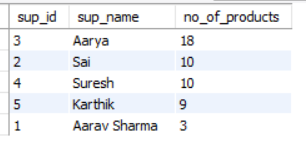 sup_id sup_name no_of_products
3 Aarya 18
2 Sai 10
4 Suresh 10
5 Karthik 9
1 Aarav Sharma 3